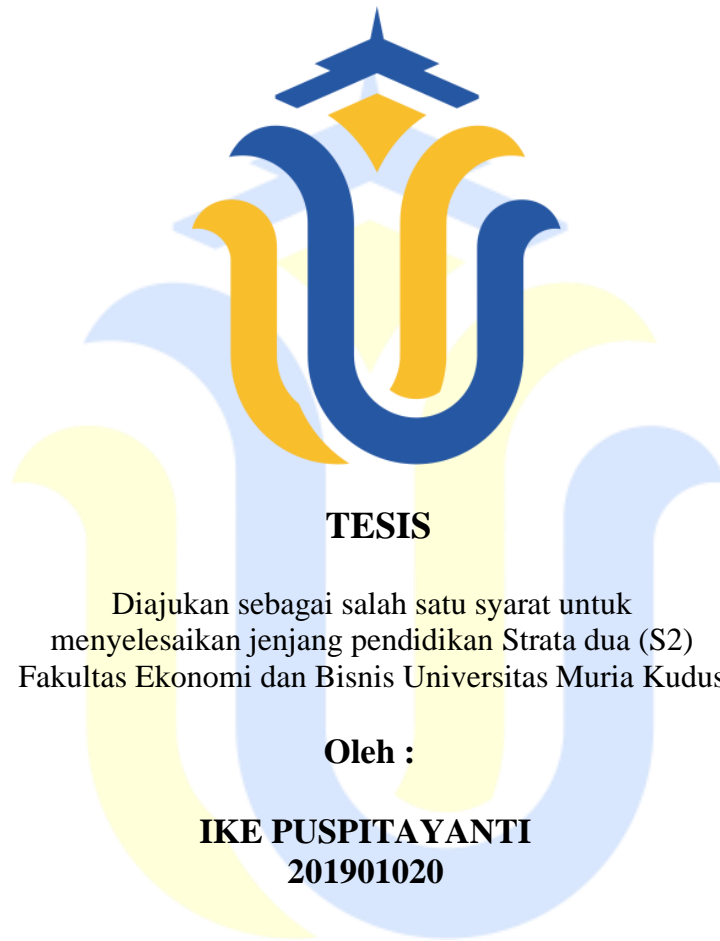 TESIS
Diajukan sebagai salah satu syarat untuk
menyelesaikan jenjang pendidikan Strata dua (S2)
Fakultas Ekonomi dan Bisnis Universitas Muria Kudus
Oleh :
IKE PUSPITAYANTI
201901020